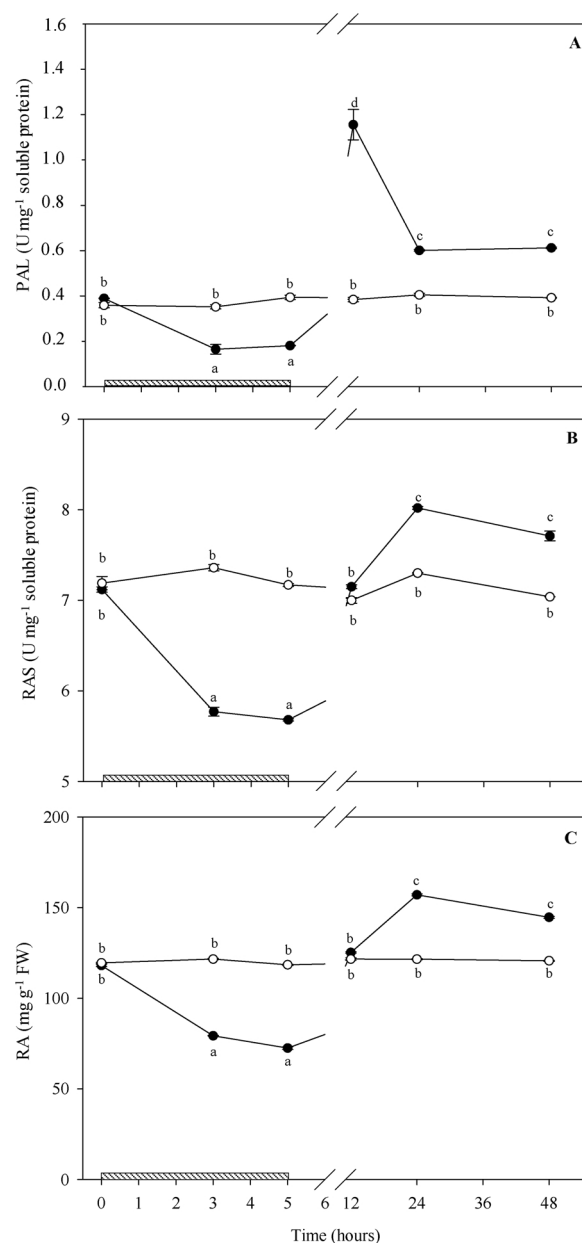 1.6
A
1.4
d
1.2
1.0
0.8
PAL (U mg-1 soluble protein)
c c
0.6
b b b
0.4
b b b b
0.2
a a
0.0
9
B
c
8
c
b b b b
7
b b b b
RAS (U mg-1 soluble protein)
6
a a
5
200
C
c
150
c
b b b b
b b b b
100
RA (mg g-1 FW)
a a
50
0
0 1 2 3 4 5 6 12 24 36 48
Time (hours)